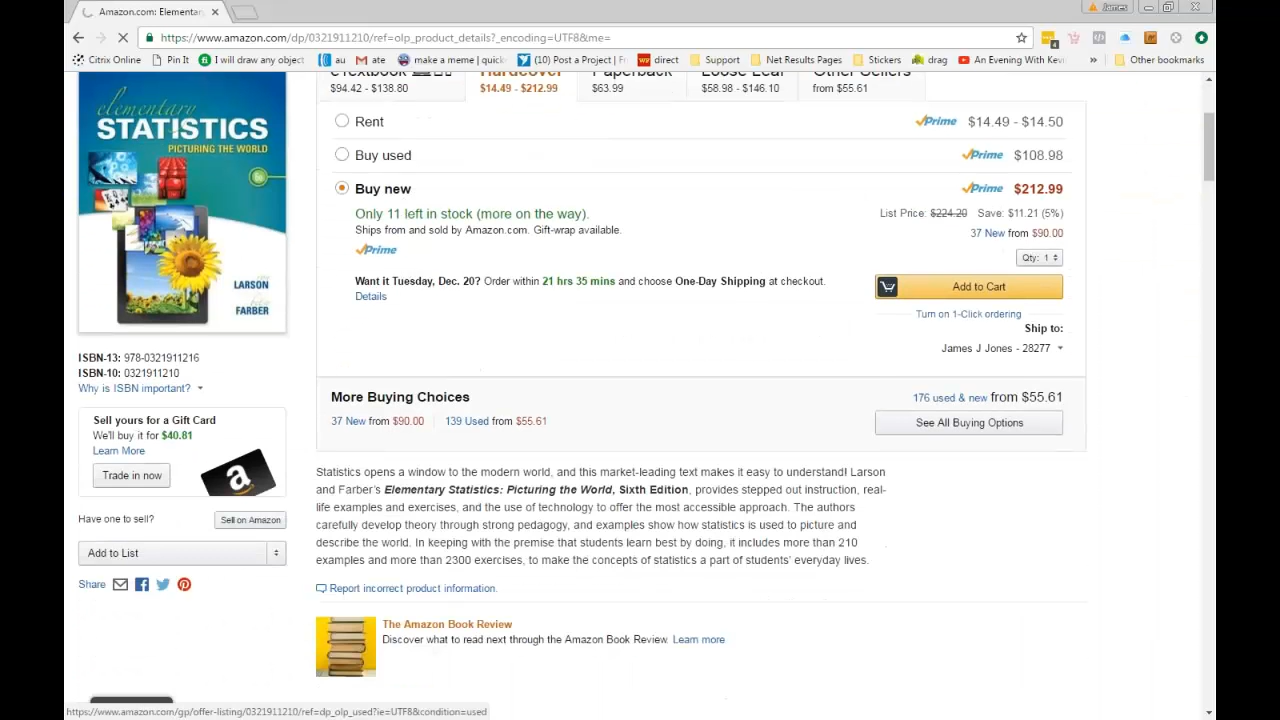 Amazon.com: Elementar
James
https://www.amazon.com/dp/0321911210/ref=olp_product_details?_encoding=UTF8&me=
Citrix Online Pin It I will draw any object au ate make a meme | quick (10) Post a Project | F direct Support Net Results Pages Stickers drag An Evening With Kevi » Other bookmarks
eTextbook Hardcover Paperback Loose Leaf Other Sellers
$94.42 - $138.80 $14.49 - $212.99 $63.99 $58.98 - $146.10 from $55.61
elementary
STATISTICS
PICTURING THE WORLD
6e
LARSON
FARBER
Rent Prime $14.49 - $14.50
Buy used Prime $108.98
Buy new Prime $212.99
Only 11 left in stock (more on the way). List Price: $224.20 Save: $11.21 (5%)
Ships from and sold by Amazon.com. Gift-wrap available. 37 New from $90.00
Prime Qty: 1
Want it Tuesday, Dec. 20? Order within 21 hrs 35 mins and choose One-Day Shipping at checkout. Add to Cart
Details
Turn on 1-Click ordering
Ship to:
James J Jones - 28277
ISBN-13: 978-0321911216
ISBN-10: 0321911210
Why is ISBN important?
More Buying Choices 176 used & new from $55.61
37 New from $90.00 139 Used from $55.61 See All Buying Options
Sell yours for a Gift Card
We'll buy it for $40.81
Learn More
Trade in now
a
Have one to sell? Sell on Amazon
Add to List
Share
Statistics opens a window to the modern world, and this market-leading text makes it easy to understand! Larson
and Farber's Elementary Statistics: Picturing the World, Sixth Edition, provides stepped out instruction, real-
life examples and exercises, and the use of technology to offer the most accessible approach. The authors
carefully develop theory through strong pedagogy, and examples show how statistics is used to picture and
describe the world. In keeping with the premise that students learn best by doing, it includes more than 210
examples and more than 2300 exercises, to make the concepts of statistics a part of students' everyday lives.
Report incorrect product information.
The Amazon Book Review
Discover what to read next through the Amazon Book Review. Learn more
https://www.amazon.com/gp/offer-listing/0321911210/ref=dp_olp_used?ie=UTF8&condition=used